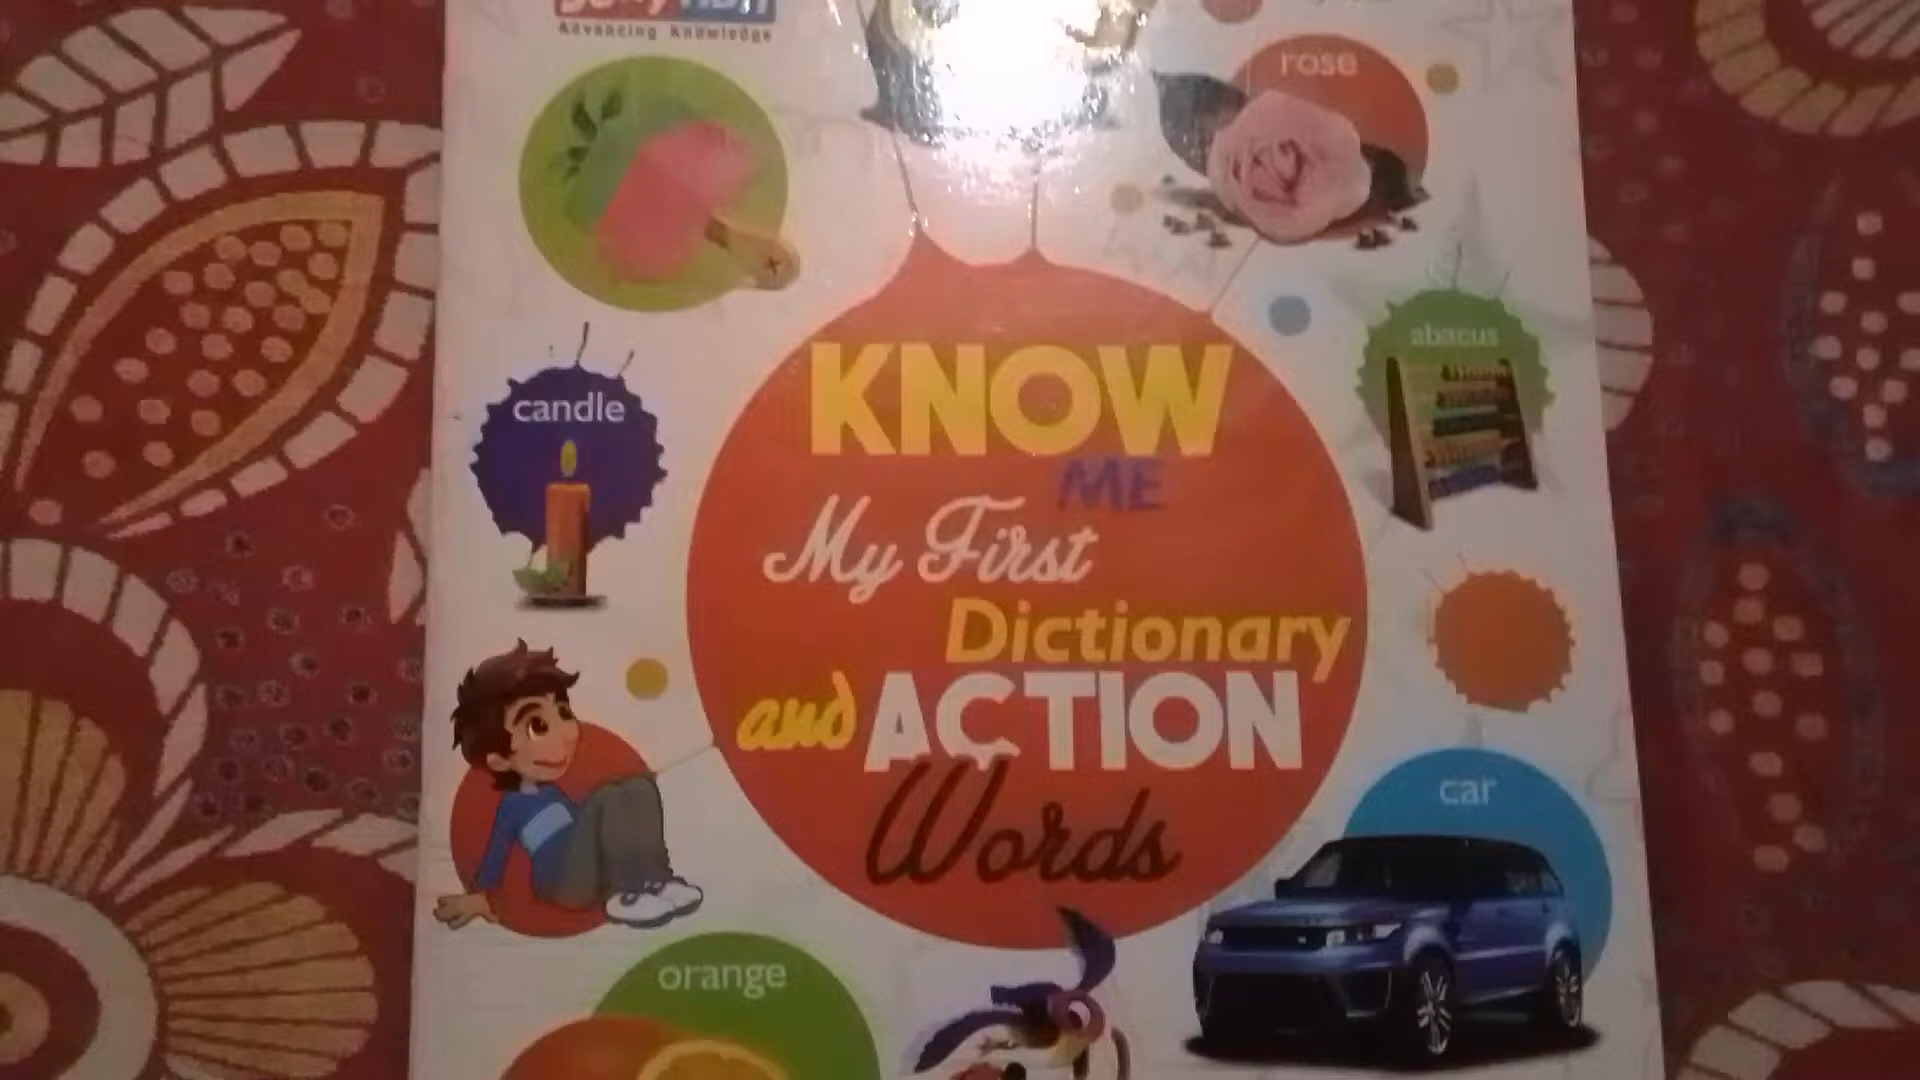 Advancing Knowledge
rose
abacus
candle
KNOW
ME
My First
Dictionary
and ACTION
Words
car
orange